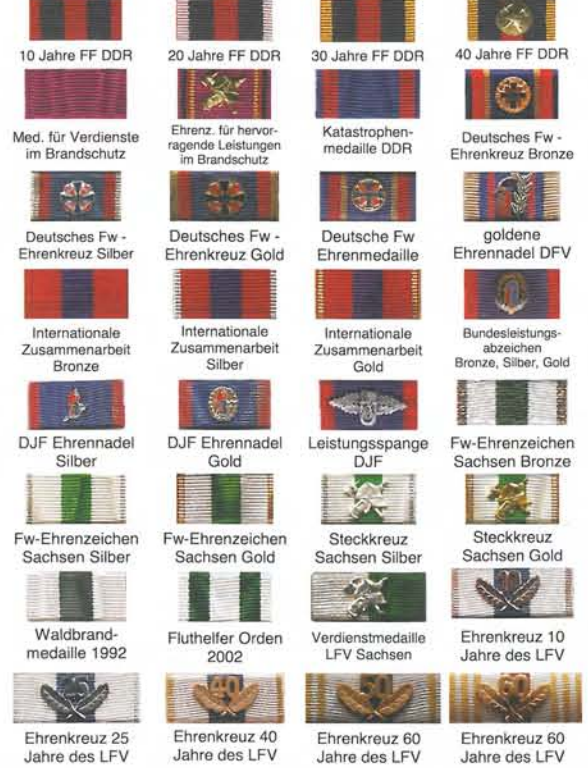 10 Jahre FF DDR
20 Jahre FF DDR
30 Jahre FF DDR
40 Jahre FF DDR
Med. für Verdienste
im Brandschutz
Ehrenz. für hervor-
ragende Leistungen
im Brandschutz
Katastrophen-
medaille DDR
Deutsches Fw -
Ehrenkreuz Bronze
Deutsches Fw -
Ehrenkreuz Silber
Deutsches Fw -
Ehrenkreuz Gold
Deutsche Fw
Ehrenmedaille
goldene
Ehrennadel DFV
Internationale
Zusammenarbeit
Bronze
Internationale
Zusammenarbeit
Silber
Internationale
Zusammenarbeit
Gold
Bundesleistungs-
abzeichen
Bronze, Silber, Gold
DJF Ehrennadel
Silber
DJF Ehrennadel
Gold
Leistungsspange
DJF
Fw-Ehrenzeichen
Sachsen Bronze
Fw-Ehrenzeichen
Sachsen Silber
Fw-Ehrenzeichen
Sachsen Gold
Steckkreuz
Sachsen Silber
Steckkreuz
Sachsen Gold
Waldbrand-
medaille 1992
Fluthelfer Orden
2002
Verdienstmedaille
LFV Sachsen
10
Ehrenkreuz 10
Jahre des LFV
25
Ehrenkreuz 25
Jahre des LFV
40
Ehrenkreuz 40
Jahre des LFV
50
Ehrenkreuz 60
Jahre des LFV
60
Ehrenkreuz 60
Jahre des LFV